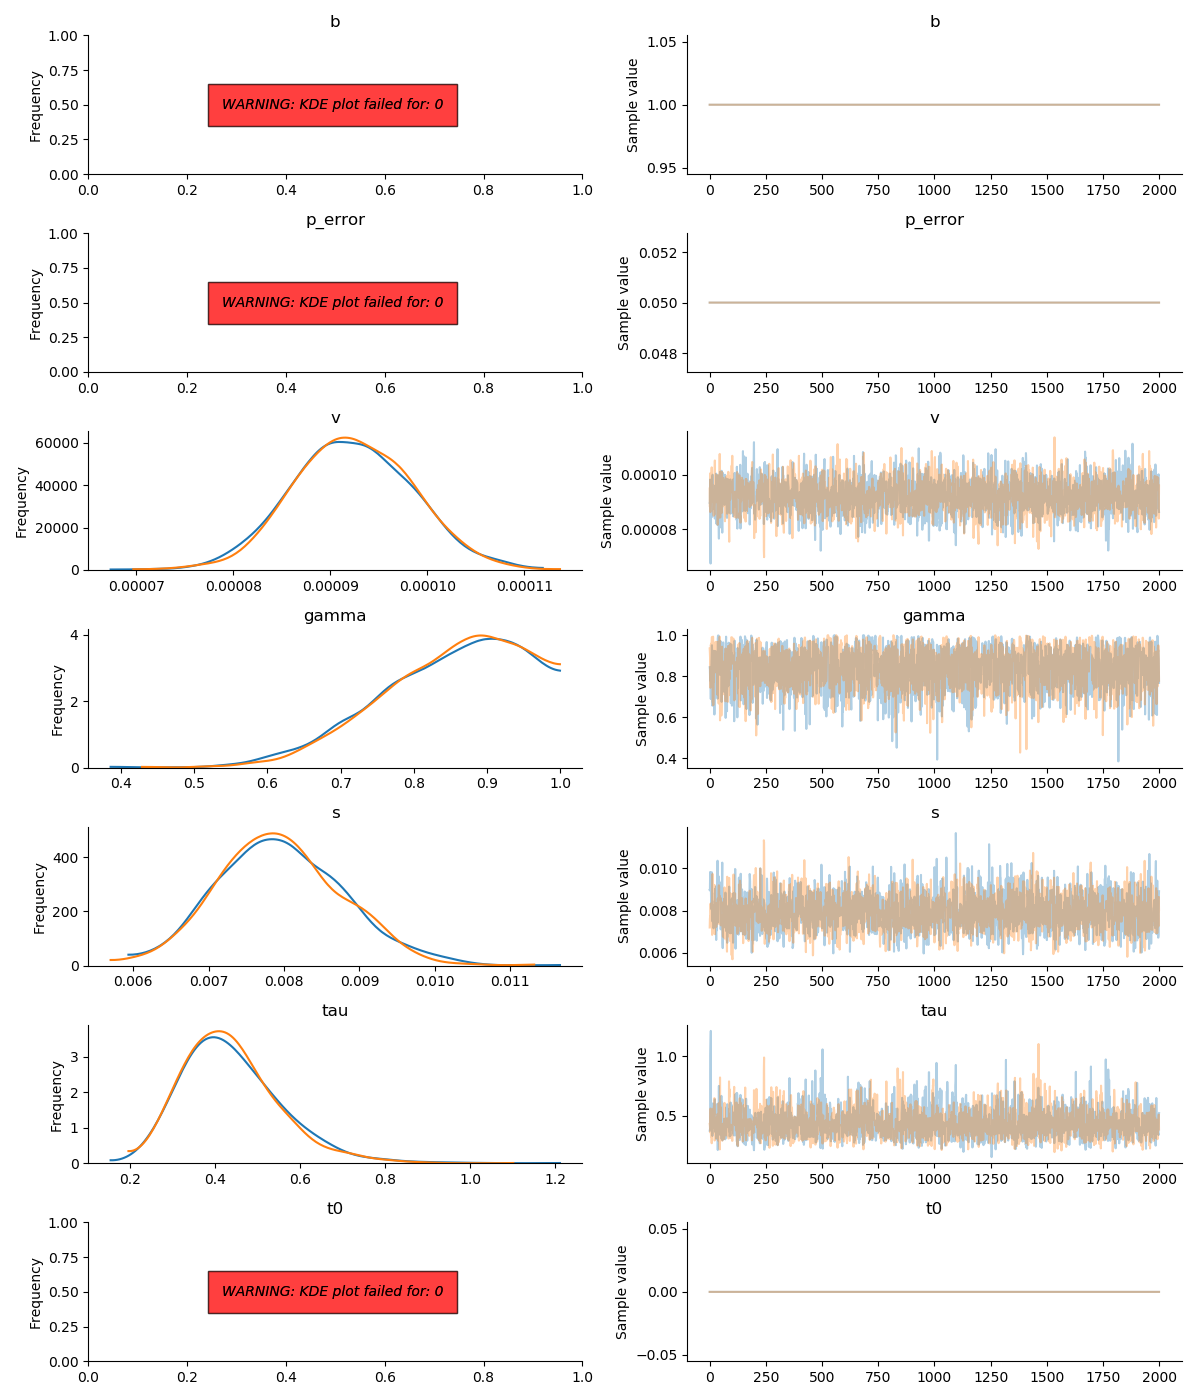 b
Frequency
1.00
0.75
0.50
0.25
0.00
WARNING: KDE plot failed for: 0
0.0 0.2 0.4 0.6 0.8 1.0
b
Sample value
1.05
1.00
0.95
0 250 500 750 1000 1250 1500 1750 2000
p_error
Frequency
1.00
0.75
0.50
0.25
0.00
WARNING: KDE plot failed for: 0
0.0 0.2 0.4 0.6 0.8 1.0
p_error
Sample value
0.052
0.050
0.048
0 250 500 750 1000 1250 1500 1750 2000
v
Frequency
60000
40000
20000
0
0.00007 0.00008 0.00009 0.00010 0.00011
v
Sample value
0.00010
0.00008
0 250 500 750 1000 1250 1500 1750 2000
gamma
Frequency
4
2
0
0.4 0.5 0.6 0.7 0.8 0.9 1.0
gamma
Sample value
1.0
0.8
0.6
0.4
0 250 500 750 1000 1250 1500 1750 2000
s
Frequency
400
200
0
0.006 0.007 0.008 0.009 0.010 0.011
s
Sample value
0.010
0.008
0.006
0 250 500 750 1000 1250 1500 1750 2000
tau
Frequency
3
2
1
0
0.2 0.4 0.6 0.8 1.0 1.2
tau
Sample value
1.0
0.5
0 250 500 750 1000 1250 1500 1750 2000
t0
Frequency
1.00
0.75
0.50
0.25
0.00
WARNING: KDE plot failed for: 0
0.0 0.2 0.4 0.6 0.8 1.0
t0
Sample value
0.05
0.00
−0.05
0 250 500 750 1000 1250 1500 1750 2000